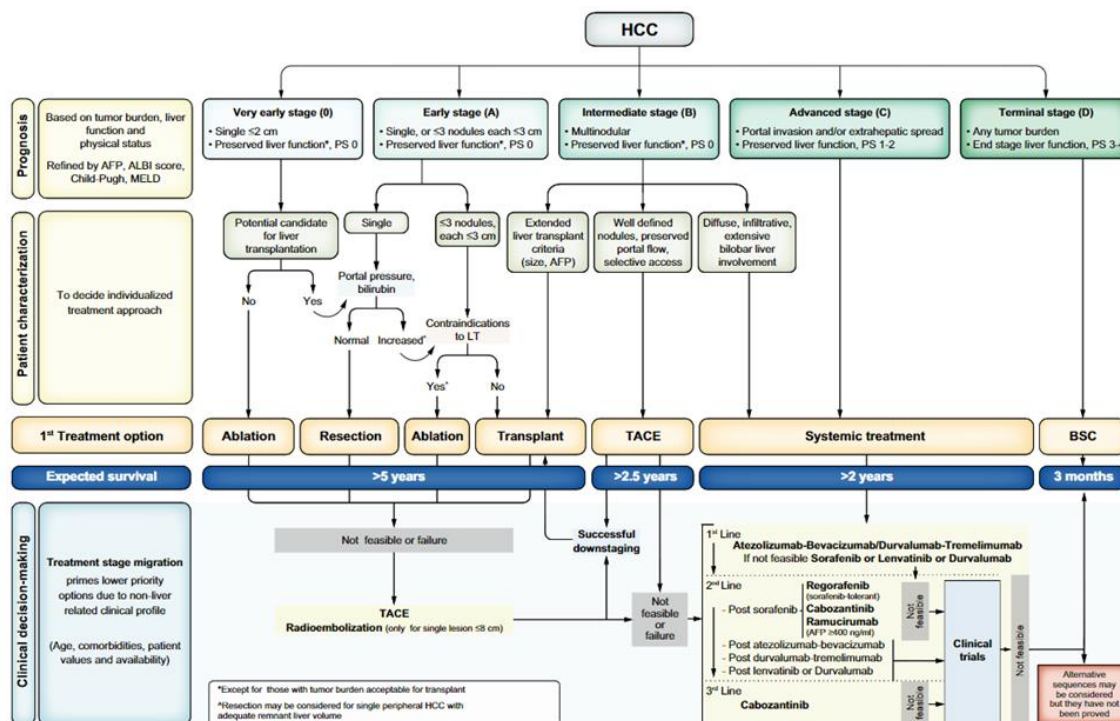 HCC
Prognosis
Based on tumor burden, liver
function and
physical status
Refined by AFP, ALBI score,
Child-Pugh, MELD
Very early stage (0)
• Single ≤2 cm
• Preserved liver function*, PS 0
Early stage (A)
• Single, or ≤3 nodules each ≤3 cm
• Preserved liver function*, PS 0
Intermediate stage (B)
• Multinodular
• Preserved liver function*, PS 0
Advanced stage (C)
• Portal invasion and/or extrahepatic spread
• Preserved liver function, PS 1-2
Terminal stage (D)
• Any tumor burden
• End stage liver function, PS 3-
Patient characterization
To decide individualized
treatment approach
Potential candidate
for liver
transplantation
Single
≤3 nodules,
each ≤3 cm
Extended
liver transplant
criteria
(size, AFP)
Well defined
nodules, preserved
portal flow,
selective access
Diffuse, infiltrative,
extensive
bilobar liver
involvement
Portal pressure,
bilirubin
No
Yes
Contraindications
to LT
Normal
Increased
Yes
No
1st Treatment option
Ablation
Resection
Ablation
Transplant
TACE
Systemic treatment
BSC
Expected survival
>5 years
>2.5 years
>2 years
3 months
Clinical decision-making
Treatment stage migration
primes lower priority
options due to non-liver
related clinical profile
(Age, comorbidities, patient
values and availability)
Not feasible or failure
Successful
downstaging
TACE
Radioembolization (only for single lesion ≤8 cm)
Not
feasible
or
failure
1st Line
Atezolizumab-Bevacizumab/Durvalumab-Tremelimumab
If not feasible Sorafenib or Lenvatinib or Durvalumab
2nd Line
- Post sorafenib
Regorafenib
(sorafenib-tolerant)
Cabozantinib
Ramucirumab
(AFP ≥400 ng/ml)
Not
feasible
- Post atezolizumab-bevacizumab
- Post durvalumab-tremelimumab
- Post lenvatinib or Durvalumab
3rd Line
Cabozantinib
Not
feasible
Clinical
trials
Not feasible
Alternative
sequences may
be considered
but they have not
been proved
*Except for those with tumor burden acceptable for transplant
Resection may be considered for single peripheral HCC with
adequate remnant liver volume